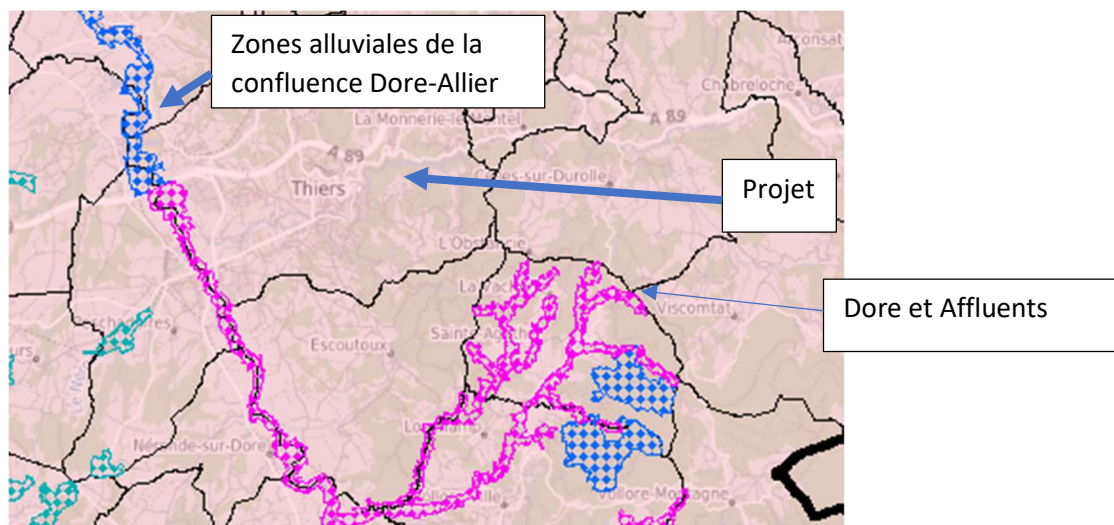 Zones alluviales de la
confluence Dore-Allier
Arconsat
Chabreloche
La Monnerie-le-Montel
A 89
A 89
Thiers
Celles-sur-Durolle
Projet
L'Obstancie
Viscomtat
Dore et Affluents
Sainte-Agathe
Escoutoux
Néronde-sur-Dore
Vollore-Montagne